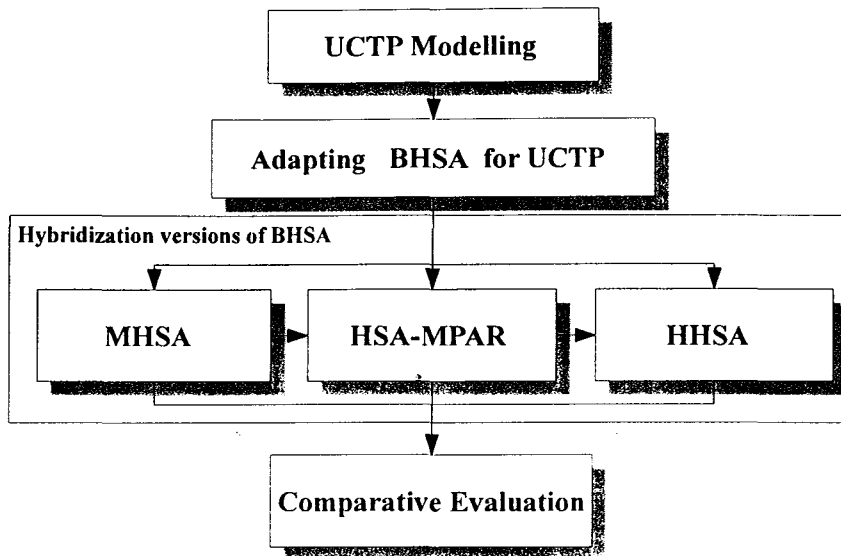 UCTP Modelling
Adapting BHSA for UCTP
Hybridization versions of BHSA
MHSA
HSA-MPAR
HHSA
Comparative Evaluation